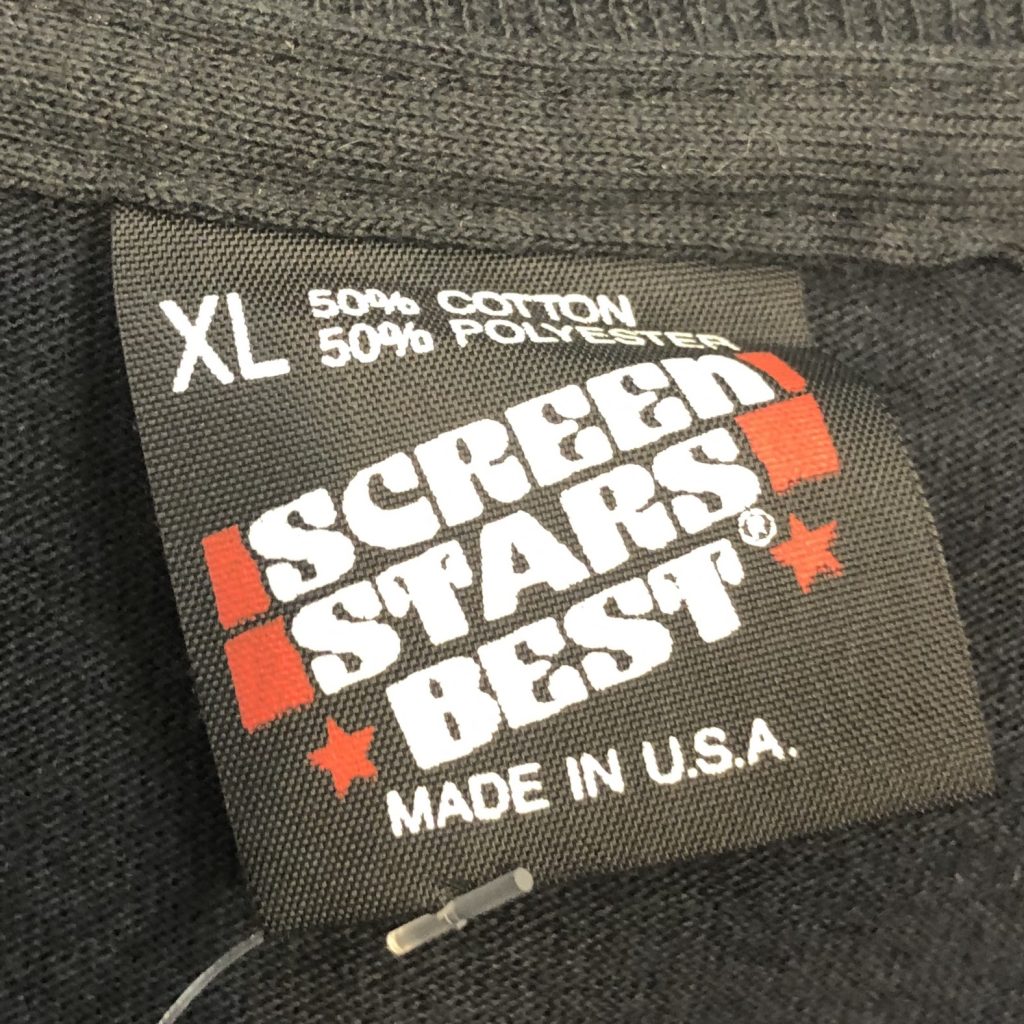 XL
50% COTTON
50% POLYESTER
SCREEn
STARS
BEST®
MADE IN U.S.A.